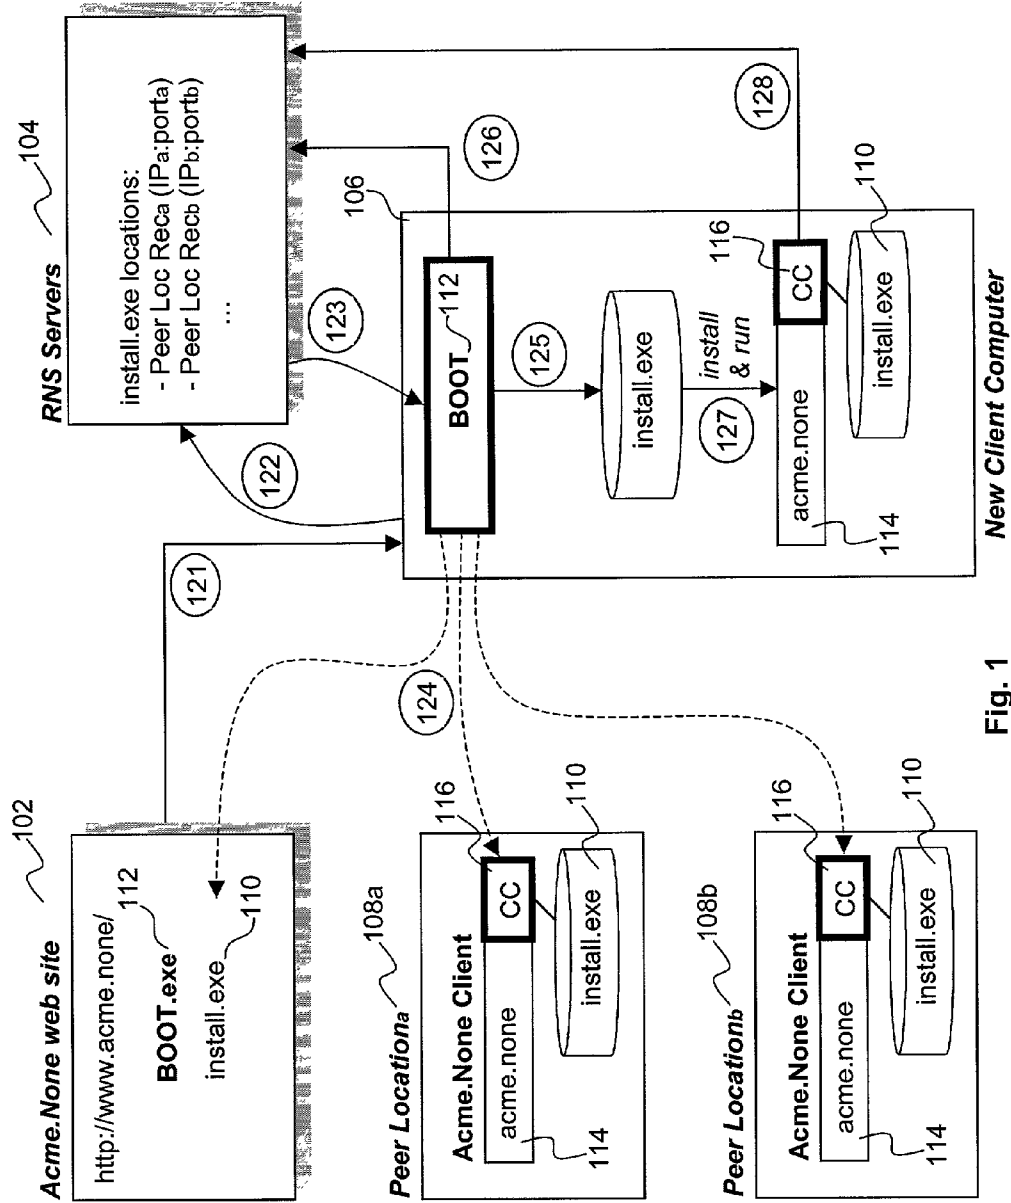 Acme.None web site
102
http://www.acme.none/
BOOT.exe
112
install.exe
110
121
122
RNS Servers
104
install.exe locations:
- Peer Loc Reca (IPa:porta)
- Peer Loc Recb (IPb:portb)
...
123
126
128
Peer Locationa
108a
Acme.None Client
116
acme.none
CC
114
install.exe
110
124
106
BOOT
112
125
install.exe
127
install
& run
116
acme.none
CC
114
install.exe
110
New Client Computer
Peer Locationb
108b
Acme.None Client
116
acme.none
CC
114
install.exe
110
Fig. 1